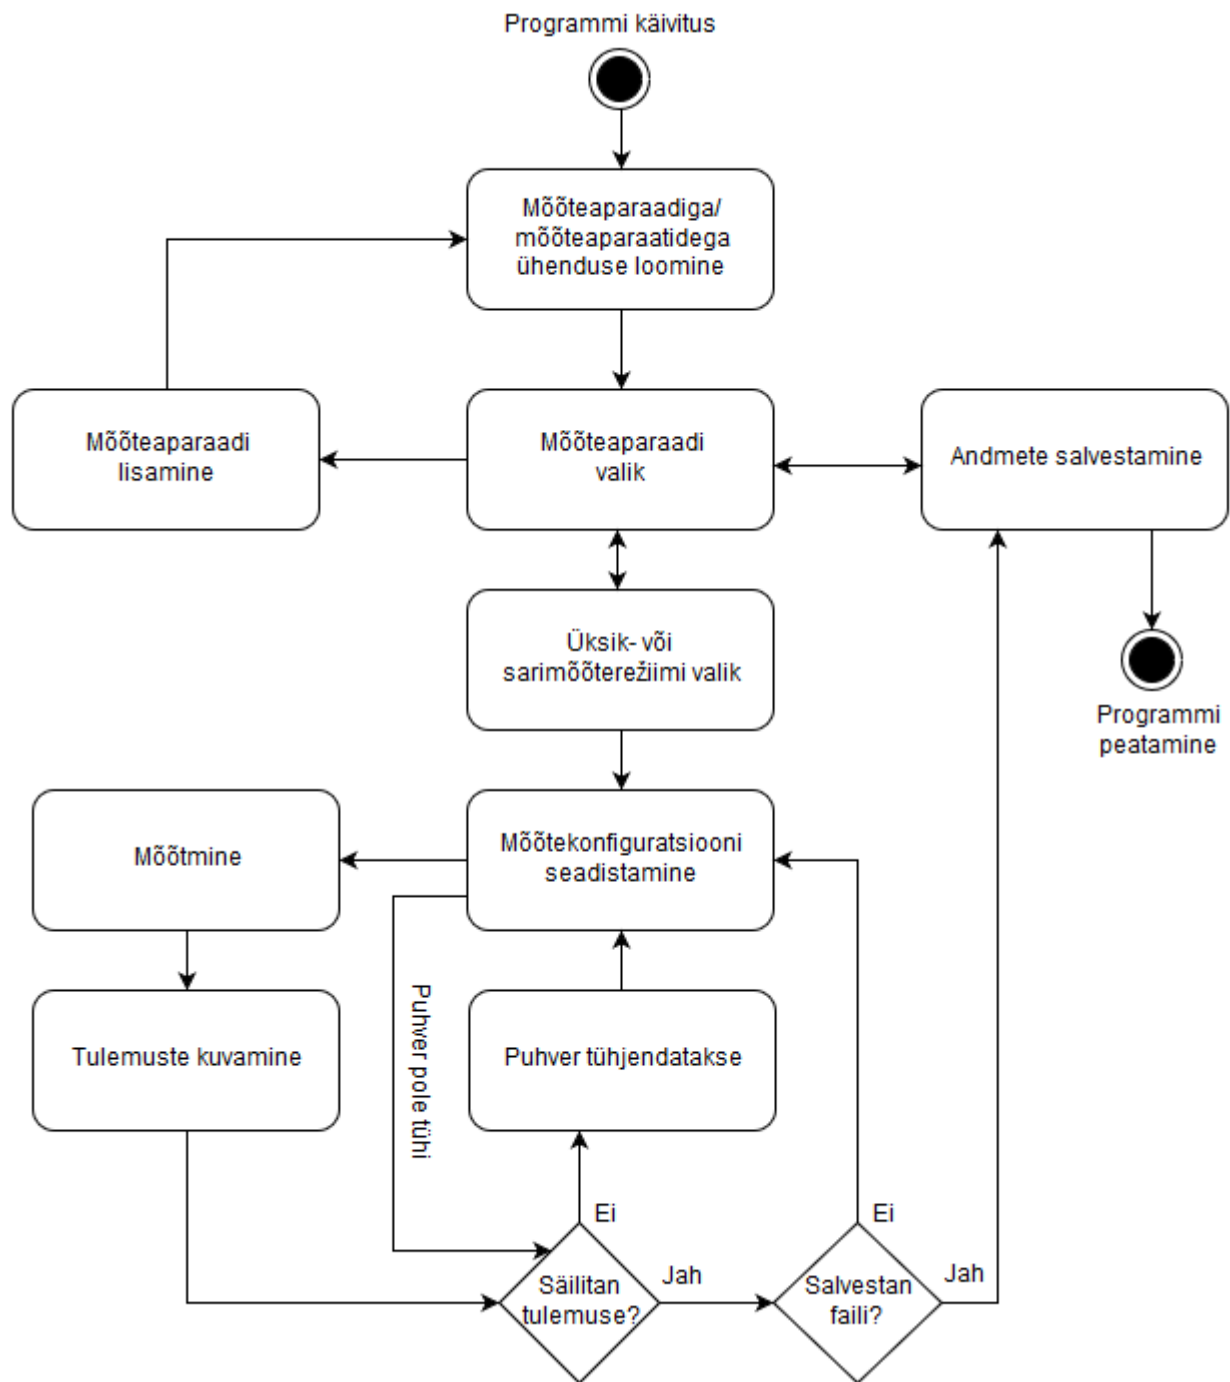 Programmi käivitus
Mõõteaparaadiga/
mõõteaparaatidega
ühenduse loomine
Mõõteaparaadi
lisamine
Mõõteaparaadi
valik
Andmete salvestamine
Üksik- või
sarimõõterežiimi valik
Programmi
peatamine
Mõõtmine
Mõõtekonfiguratsiooni
seadistamine
Puhver pole tühi
Tulemuste kuvamine
Puhver tühjendatakse
Ei
Ei
Säilitan
tulemuse?
Jah
Salvestan
faili?
Jah